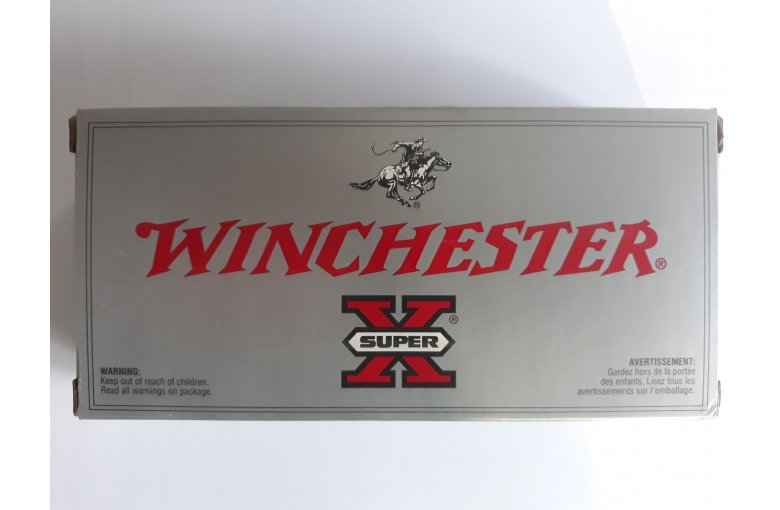 ®
WINCHESTER®
SUPER X®
WARNING:
Keep out of reach of children.
Read all warnings on package.
AVERTISSEMENT:
Gardez hors de la portée
des enfants. Lisez tous les
avertissements sur l'emballage.